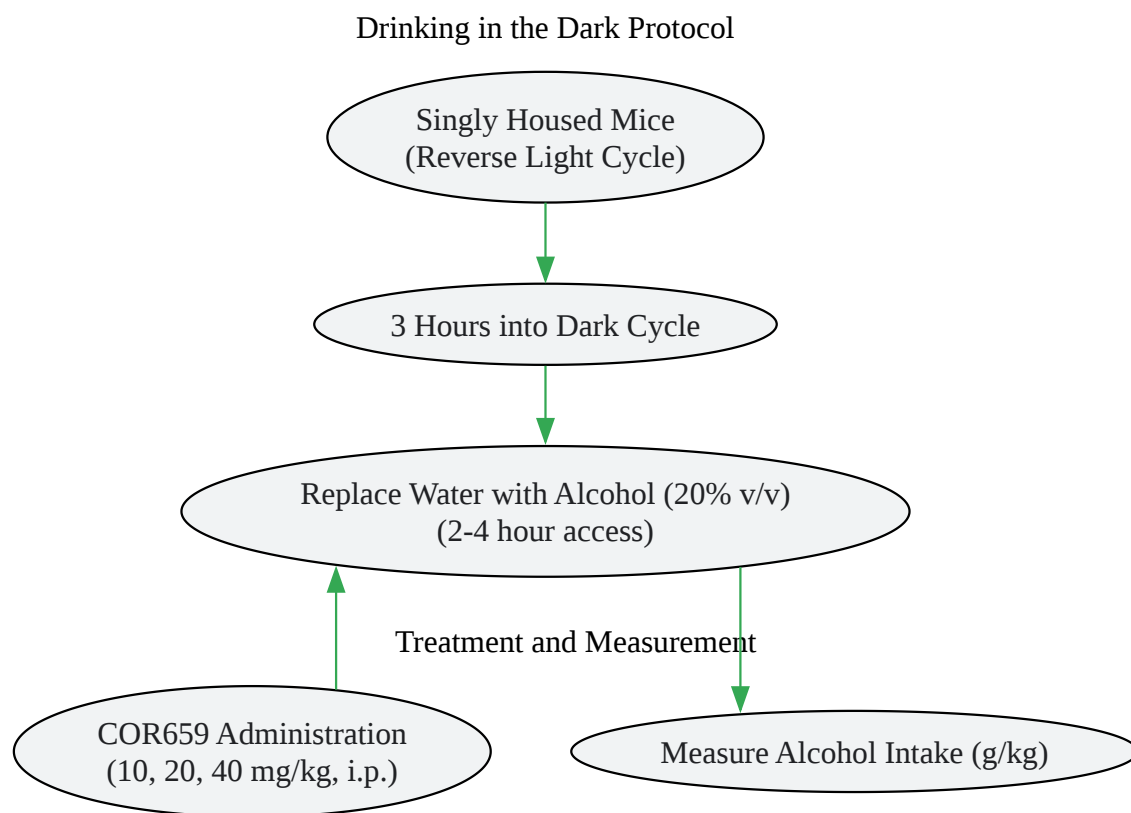 Drinking in the Dark Protocol
Singly Housed Mice
(Reverse Light Cycle)
3 Hours into Dark Cycle
Replace Water with Alcohol (20% v/v)
(2-4 hour access)
Treatment and Measurement
COR659 Administration
(10, 20, 40 mg/kg, i.p.)
Measure Alcohol Intake (g/kg)